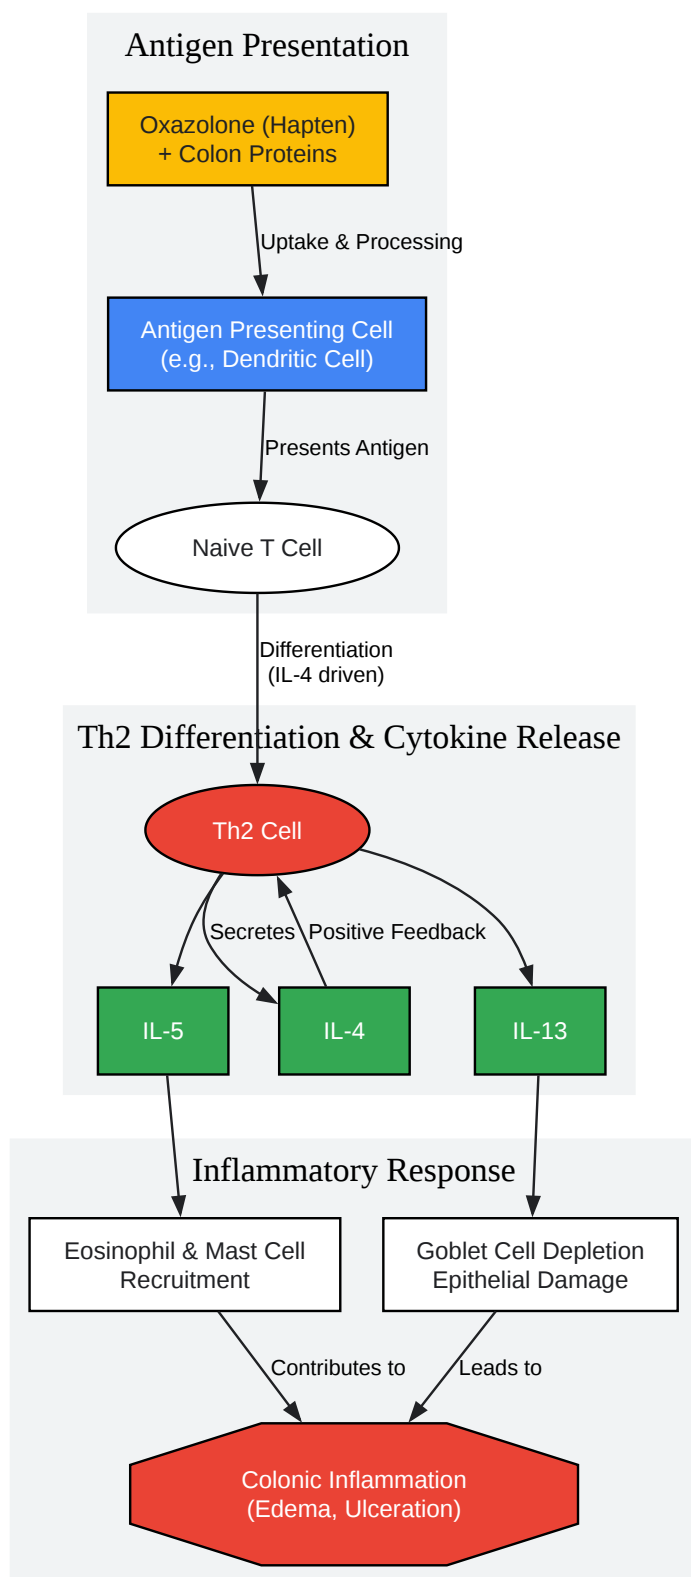 Antigen Presentation
Oxazolone (Hapten)
+ Colon Proteins
Uptake & Processing
Antigen Presenting Cell
(e.g., Dendritic Cell)
Presents Antigen
Naive T Cell
Differentiation
(IL-4 driven)
Th2 Differentiation & Cytokine Release
Th2 Cell
Secretes
Positive Feedback
IL-5
IL-4
IL-13
Inflammatory Response
Eosinophil & Mast Cell
Recruitment
Goblet Cell Depletion
Epithelial Damage
Contributes to
Leads to
Colonic Inflammation
(Edema, Ulceration)